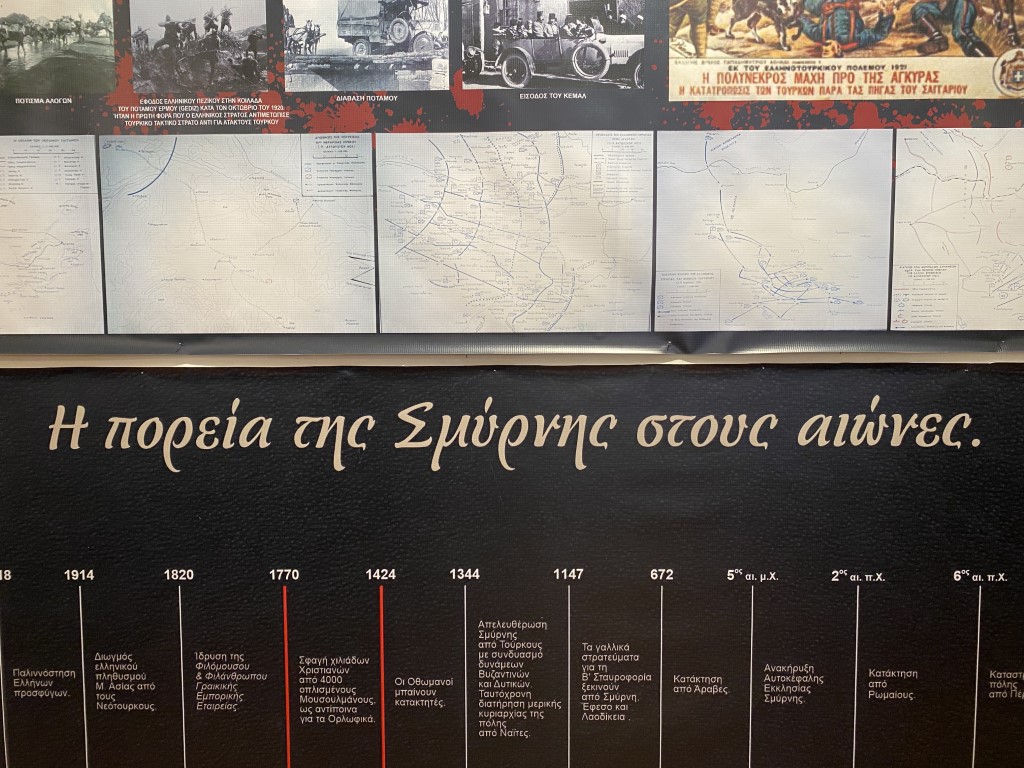 ΠΟΤΙΣΜΑ ΑΛΟΓΩΝ
ΕΦΟΔΟΣ ΕΛΛΗΝΙΚΟΥ ΠΕΖΙΚΟΥ ΣΤΗΝ ΚΟΙΛΑΔΑ
ΤΟΥ ΠΟΤΑΜΟΥ ΕΡΜΟΥ (GEDIZ) ΚΑΤΑ ΤΟΝ ΟΚΤΩΒΡΙΟ ΤΟΥ 1920.
ΉΤΑΝ Η ΠΡΩΤΗ ΦΟΡΑ ΠΟΥ Ο ΕΛΛΗΝΙΚΟΣ ΣΤΡΑΤΟΣ ΑΝΤΙΜΕΤΩΠΙΣΕ
ΤΟΥΡΚΙΚΟ ΤΑΚΤΙΚΟ ΣΤΡΑΤΟ ΑΝΤΙ ΓΙΑ ΑΤΑΚΤΟΥΣ ΤΟΥΡΚΟΥ
ΔΙΑΒΑΣΗ ΠΟΤΑΜΟΥ
ΕΙΣΟΔΟΣ ΤΟΥ ΚΕΜΑΛ
ΕΚ ΤΟΥ ΕΛΛΗΝΟΤΟΥΡΚΙΚΟΥ ΠΟΛΕΜΟΥ, 1921
Η ΠΟΛΥΝΕΚΡΟΣ ΜΑΧΗ ΠΡΟ ΤΗΣ ΑΓΚΥΡΑΣ
Η ΚΑΤΑΤΡΟΠΩΣΙΣ ΤΩΝ ΤΟΥΡΚΩΝ ΠΑΡΑ ΤΑΣ ΠΗΓΑΣ ΤΟΥ ΣΑΓΓΑΡΙΟΥ
Η πορεία της Σμύρνης στους αιώνες.
18
Παλιννόστηση
Ελλήνων
προσφύγων.
1914
Διωγμός
ελληνικού
πληθυσμού
Μ. Ασίας από
τους
Νεότουρκους.
1820
Ίδρυση της
Φιλόμουσου
& Φιλάνθρωπου
Γραικικής
Εμπορικής
Εταιρείας.
1770
Σφαγή χιλιάδων
Χριστιανών
από 4000
οπλισμένους
Μουσουλμάνους,
ως αντίποινα
για τα Ορλωφικά.
1424
Οι Οθωμανοί
μπαίνουν
κατακτητές.
1344
Απελευθέρωση
Σμύρνης
από Τούρκους
με συνδυασμό
δυνάμεων
Βυζαντινών
και Δυτικών.
Ταυτόχρονη
διατήρηση μερικής
κυριαρχίας της
πόλης
από Ναΐτες.
1147
Τα γαλλικά
στρατεύματα
για τη
Β' Σταυροφορία
ξεκινούν
από Σμύρνη,
Έφεσο και
Λαοδίκεια .
672
Κατάκτηση
από Άραβες.
5ος αι. μ.Χ.
Ανακήρυξη
Αυτοκέφαλης
Εκκλησίας
Σμύρνης.
2ος αι. π.Χ.
Κατάκτηση
από
Ρωμαίους.
6ος αι. π.Χ.
Καταστ
πόλης
από Πέρ